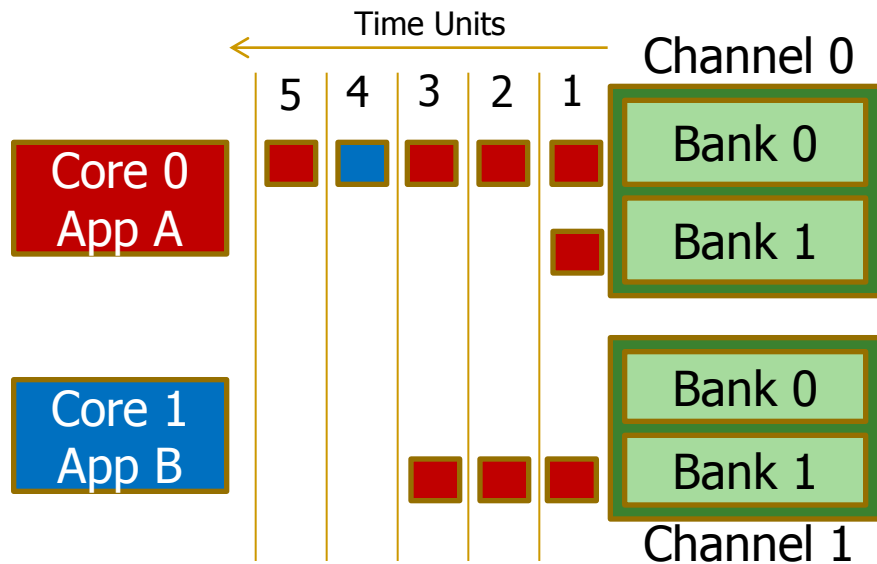 Time Units
Channel 0
5 4 3 2 1
Bank 0
Core 0
App A
Bank 1
Bank 0
Core 1
App B
Bank 1
Channel 1